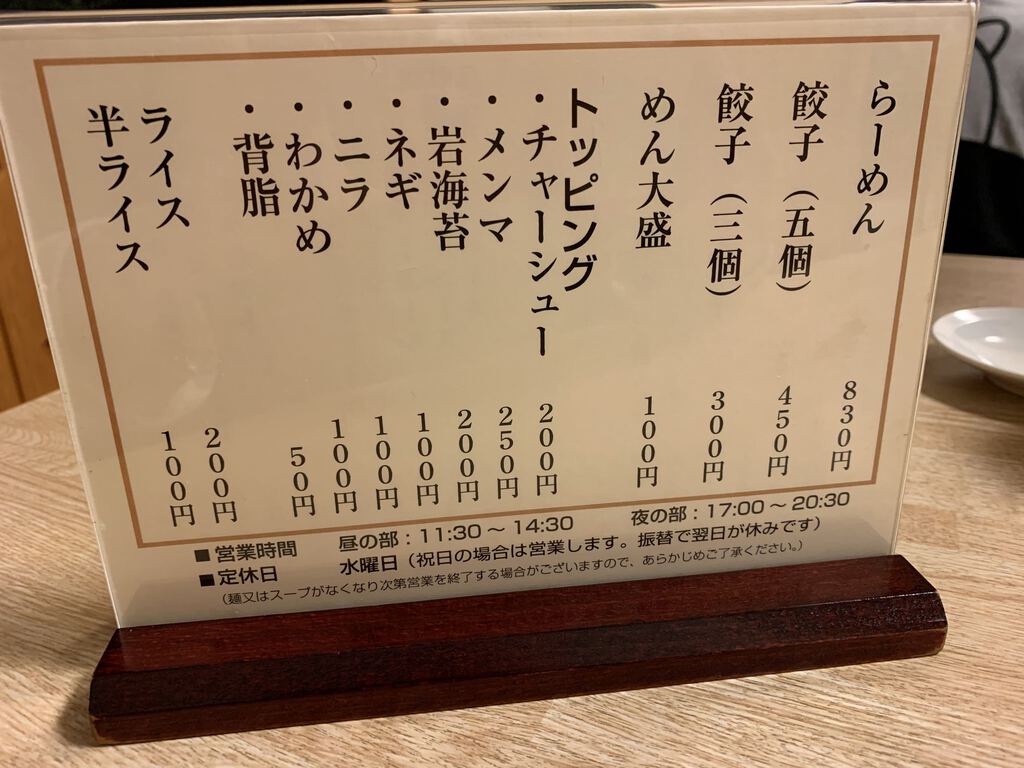 らーめん 830円
餃子（五個） 450円
餃子（三個） 300円
めん大盛 100円
トッピング
・チャーシュー 200円
・メンマ 250円
・岩海苔 200円
・ネギ 100円
・ニラ 100円
・わかめ 100円
・背脂 50円
ライス 200円
半ライス 100円
■営業時間 昼の部：11:30～14:30 夜の部：17:00～20:30
■定休日 水曜日（祝日の場合は営業します。振替で翌日が休みです）
（麺又はスープがなくなり次第営業を終了する場合がございますので、あらかじめご了承ください。）